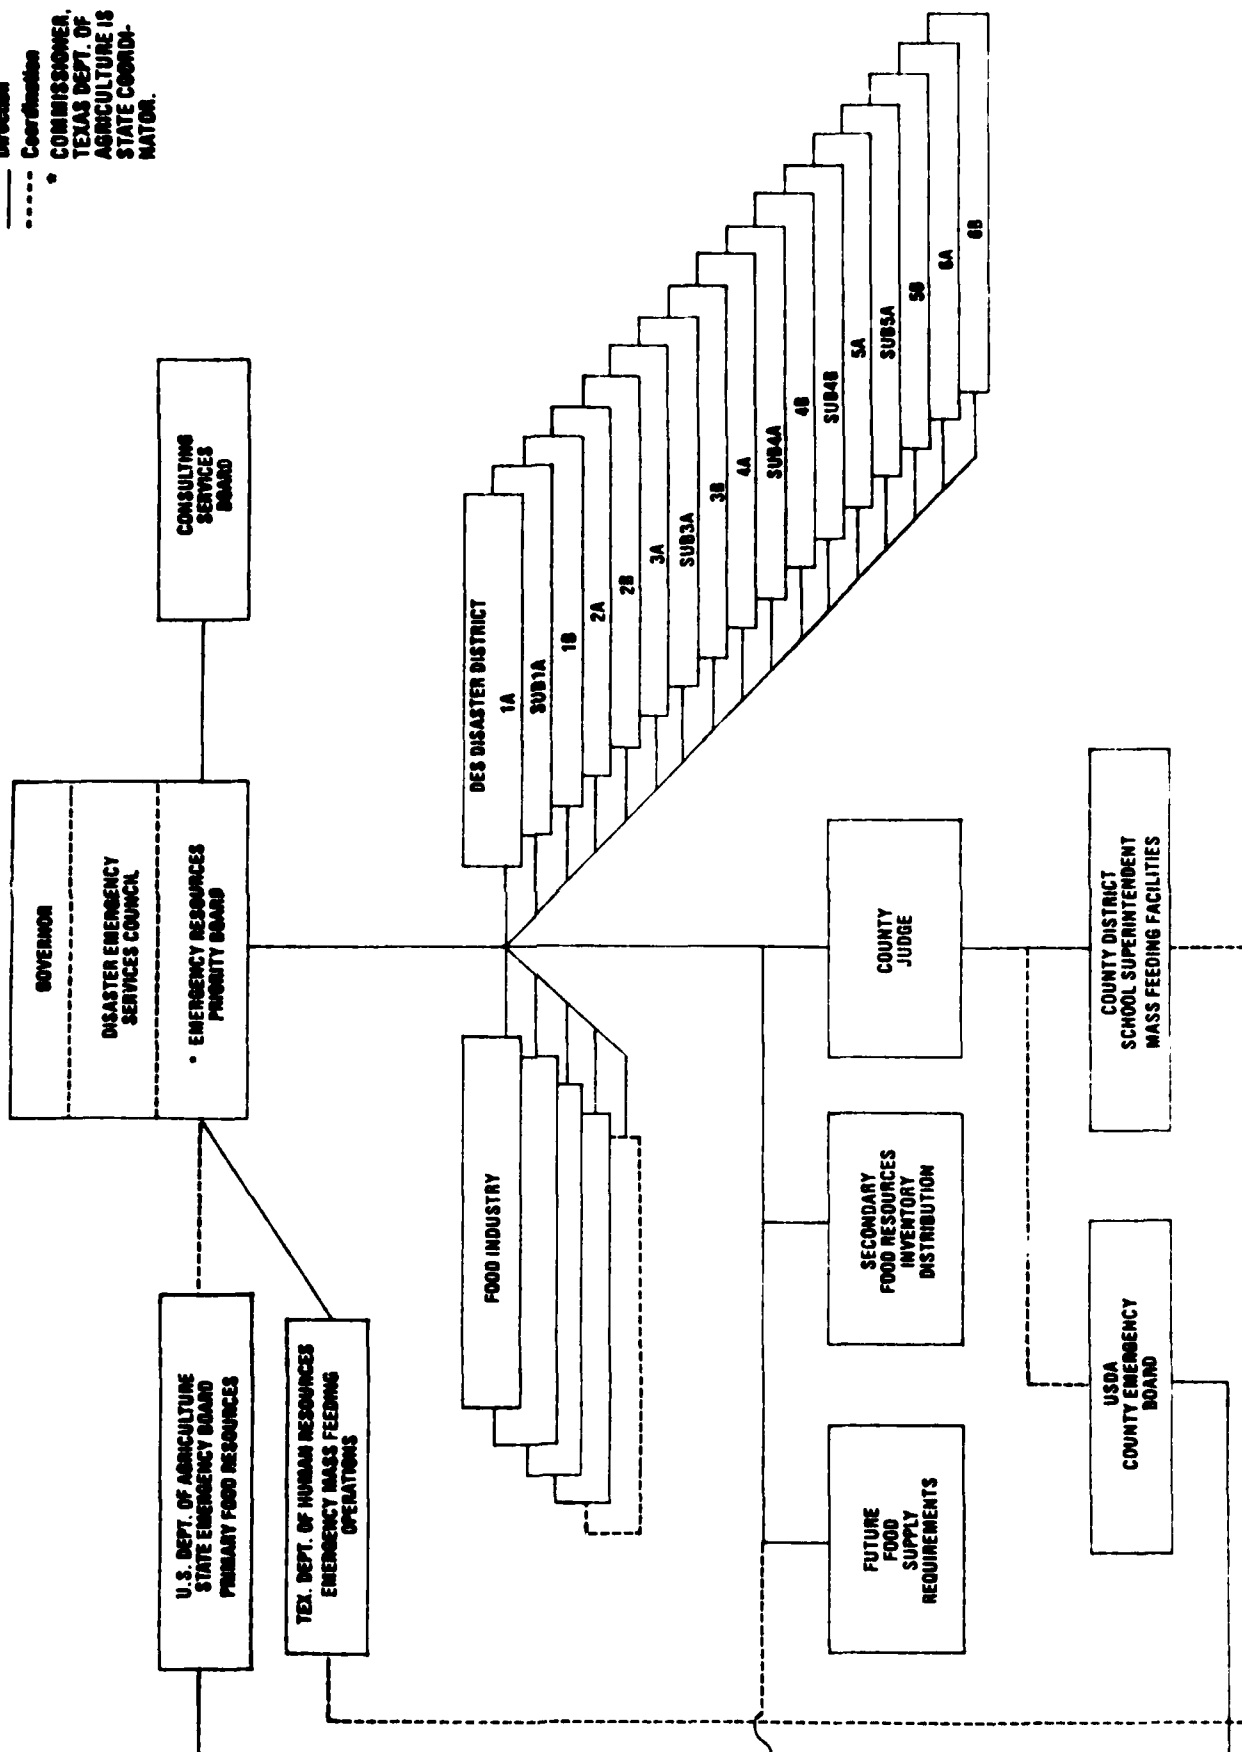 Direction
Coordination
* COMMISSIONER,
TEXAS DEPT. OF
AGRICULTURE IS
STATE COORDI-
NATOR.
GOVERNOR
DISASTER EMERGENCY
SERVICES COUNCIL
* EMERGENCY RESOURCES
PRIORITY BOARD
CONSULTING
SERVICES
BOARD
U.S. DEPT. OF AGRICULTURE
STATE EMERGENCY BOARD
PRIMARY FOOD RESOURCES
TEX. DEPT. OF HUMAN RESOURCES
EMERGENCY MASS FEEDING
OPERATIONS
FOOD INDUSTRY
DES DISASTER DISTRICT
1A
SUB1A
1B
2A
2B
3A
SUB3A
3B
4A
SUB4A
4B
SUB4B
5A
SUB5A
5B
6A
6B
FUTURE
FOOD
SUPPLY
REQUIREMENTS
SECONDARY
FOOD RESOURCES
INVENTORY
DISTRIBUTION
COUNTY
JUDGE
USDA
COUNTY EMERGENCY
BOARD
COUNTY DISTRICT
SCHOOL SUPERINTENDENT
MASS FEEDING FACILITIES